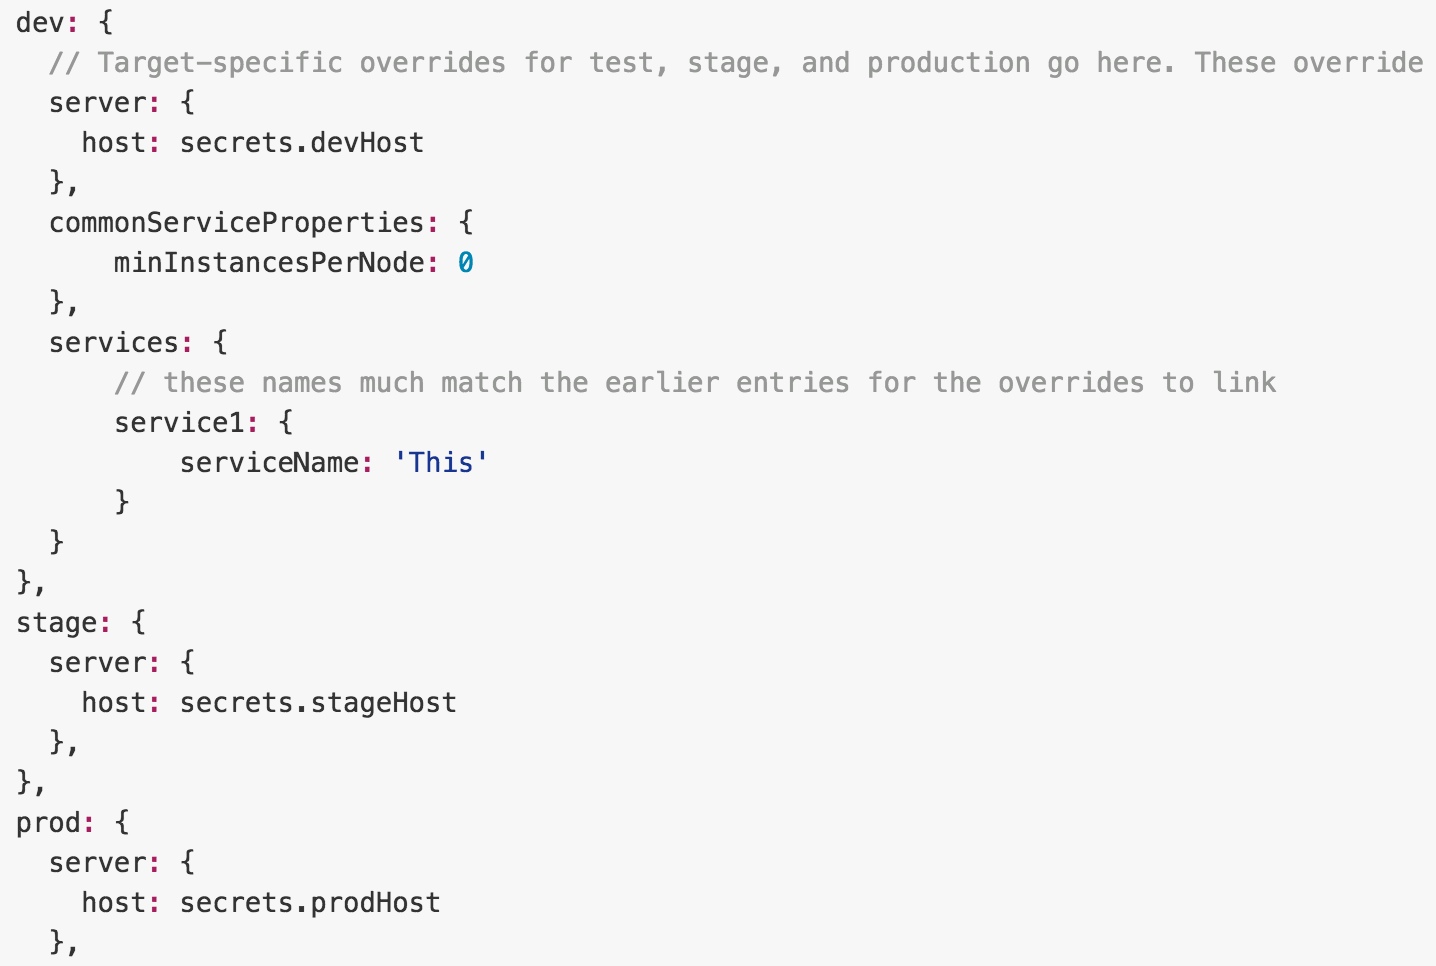 dev: {
  // Target-specific overrides for test, stage, and production go here. These override
  server: {
    host: secrets.devHost
  },
  commonServiceProperties: {
      minInstancesPerNode: 0
  },
  services: {
      // these names much match the earlier entries for the overrides to link
      service1: {
          serviceName: 'This'
      }
  }
},
stage: {
  server: {
    host: secrets.stageHost
  },
},
prod: {
  server: {
    host: secrets.prodHost
  },